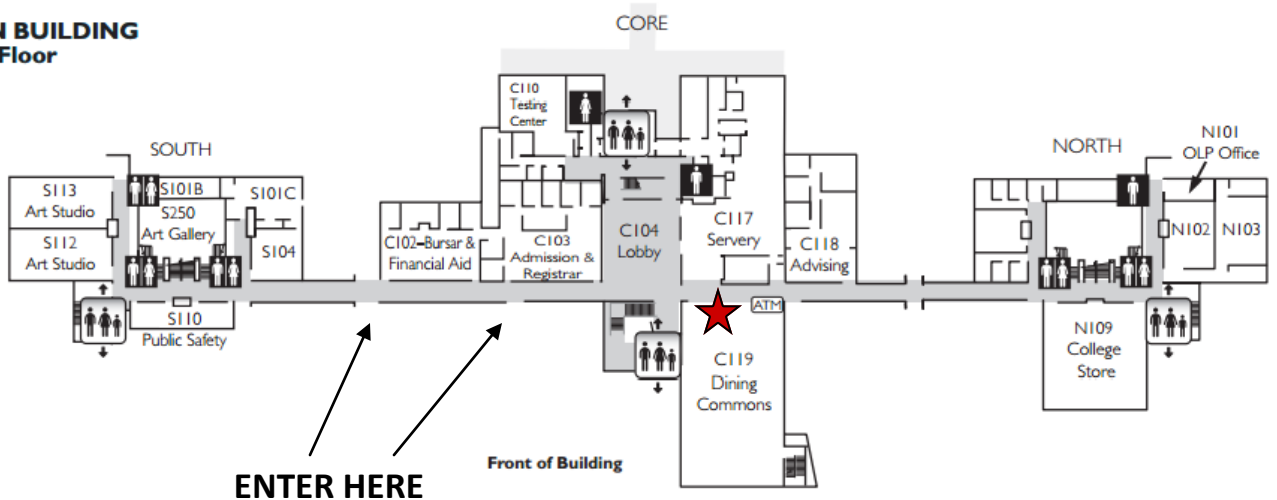 N BUILDING
Floor
CORE
SOUTH
NORTH
C110
Testing
Center
N101
OLP Office
S113
Art Studio
S101B
S101C
S250
Art Gallery
S112
Art Studio
S104
C102–Bursar &
Financial Aid
C103
Admission &
Registrar
C104
Lobby
C117
Servery
C118
Advising
N102
N103
S110
Public Safety
ATM
N109
College
Store
C119
Dining
Commons
Front of Building
ENTER HERE